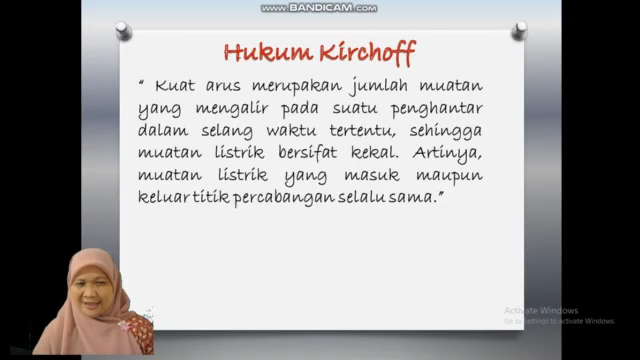 www.BANDICAM.com
Hukum Kirchoff
“ Kuat arus merupakan jumlah muatan
yang mengalir pada suatu penghantar
dalam selang waktu tertentu, sehingga
muatan listrik bersifat kekal. Artinya,
muatan listrik yang masuk maupun
keluar titik percabangan selalu sama.”
Activate Windows
Go to Settings to activate Windows.